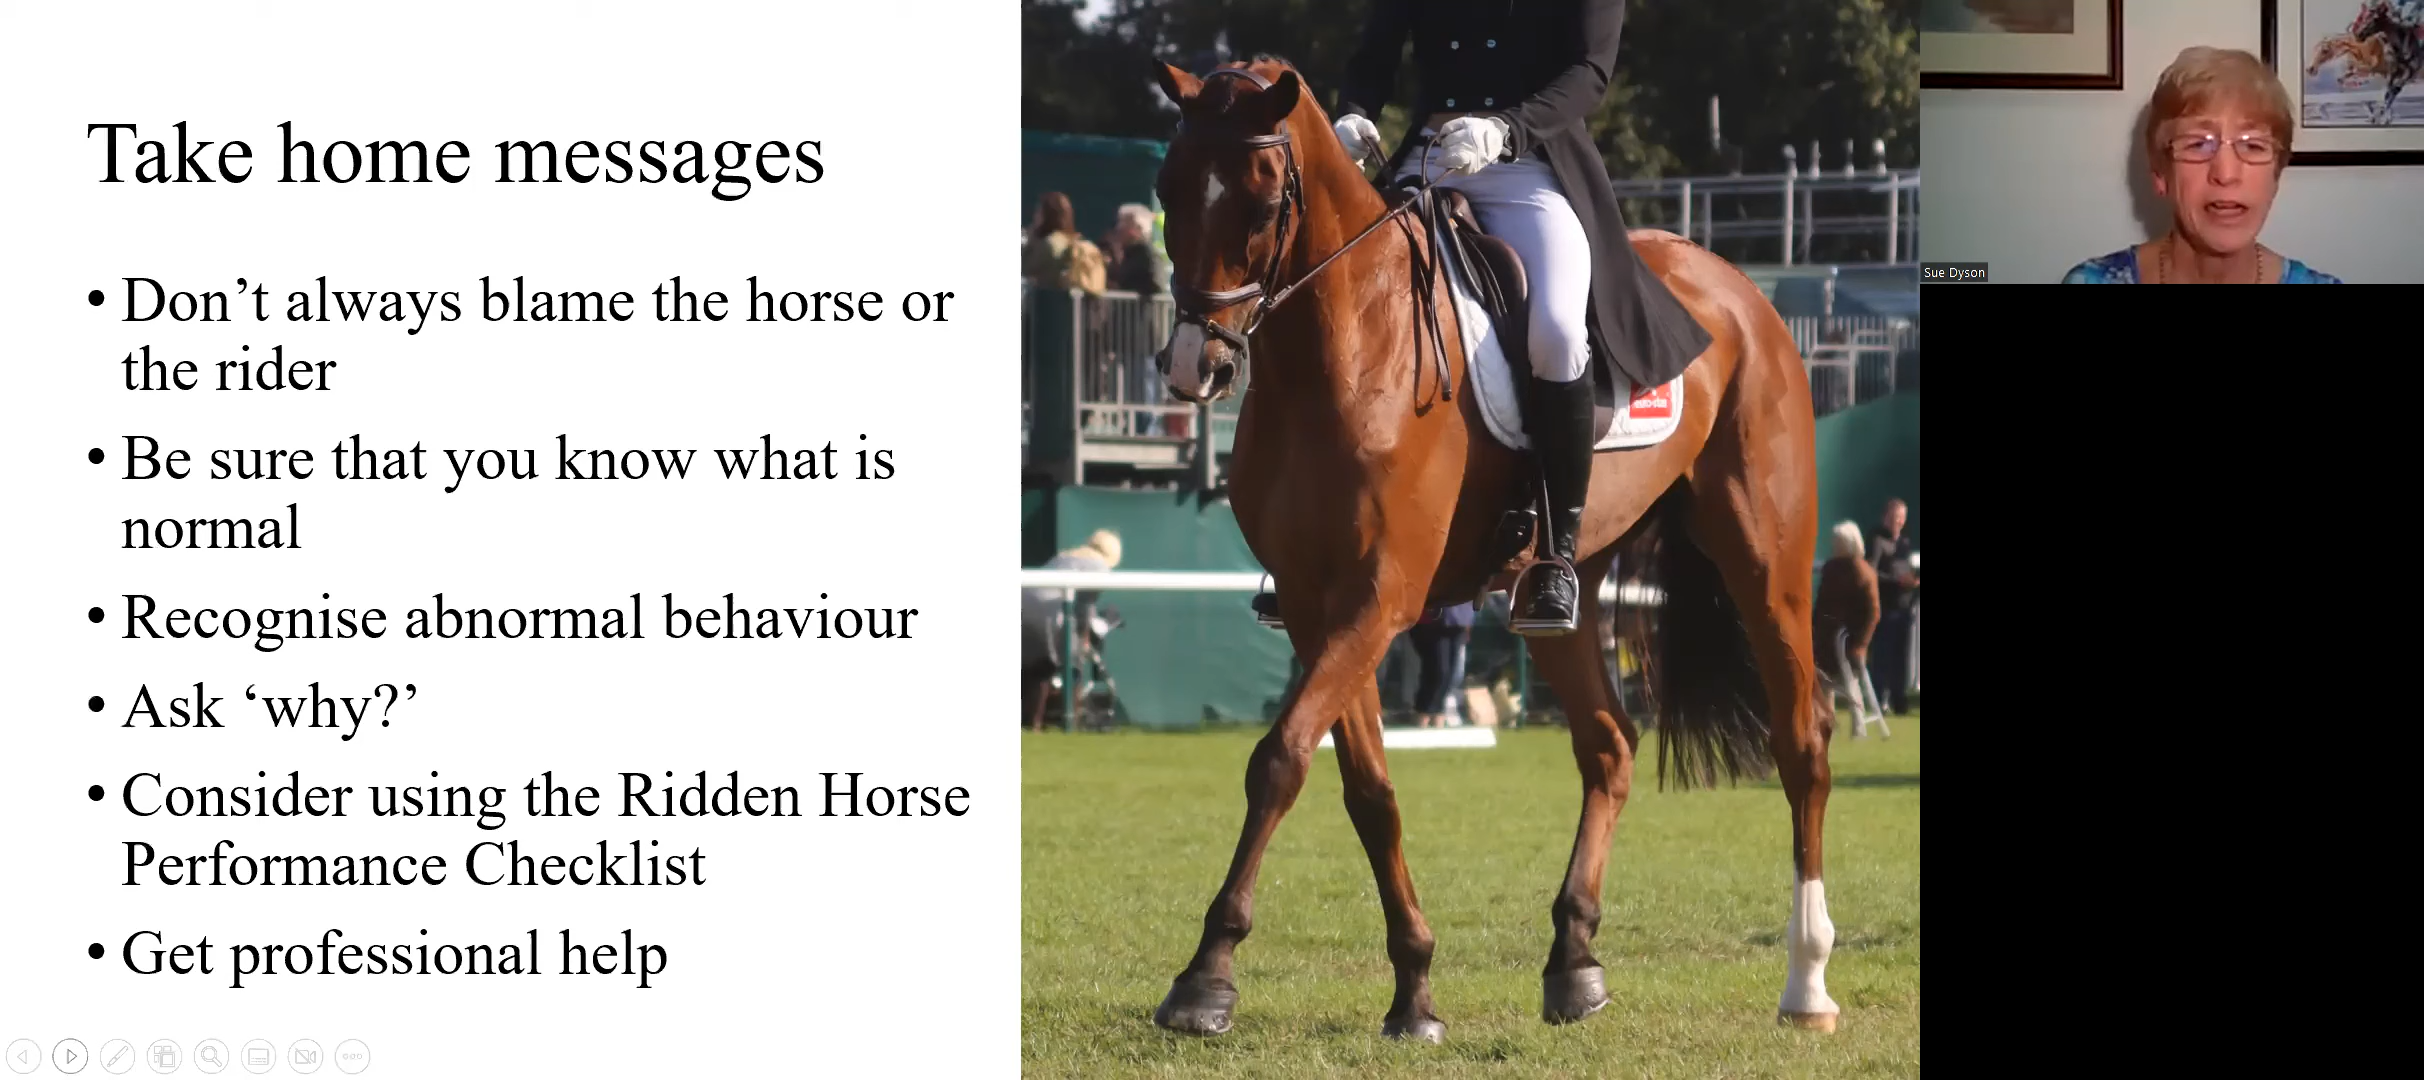 Take home messages
• Don’t always blame the horse or
the rider
• Be sure that you know what is
normal
• Recognise abnormal behaviour
• Ask ‘why?’
• Consider using the Ridden Horse
Performance Checklist
• Get professional help
Sue Dyson